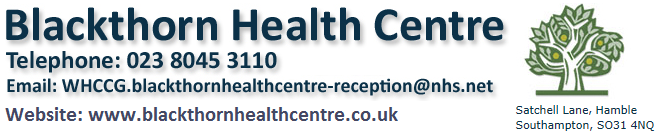 Blackthorn Health Centre
Telephone: 023 8045 3110
Email: WHCCG.blackthornhealthcentre-reception@nhs.net
Website: www.blackthornhealthcentre.co.uk
Satchell Lane, Hamble
Southampton, SO31 4NQ